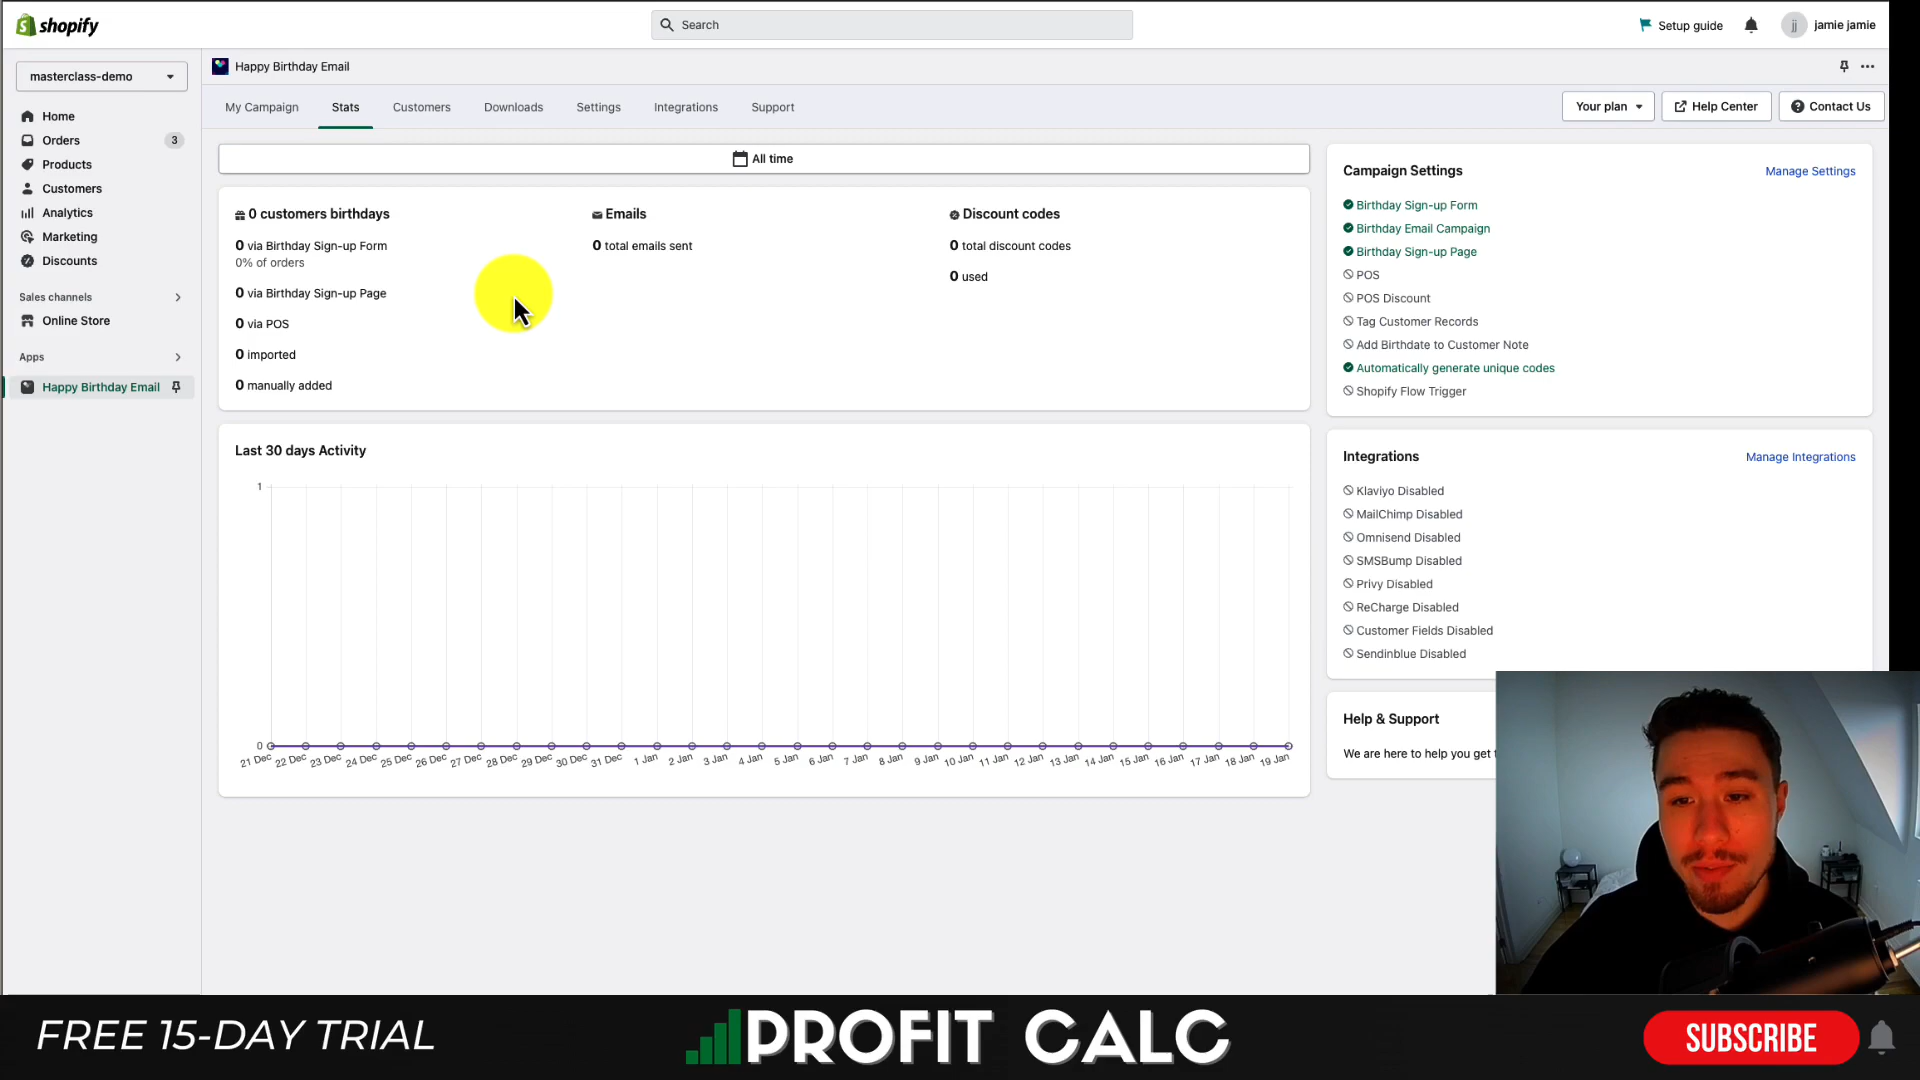 shopify
Search
Setup guide
jj
jamie jamie
masterclass-demo
Happy Birthday Email
Home
Orders
3
Products
Customers
Analytics
Marketing
Discounts
Sales channels
Online Store
Apps
Happy Birthday Email
My Campaign
Stats
Customers
Downloads
Settings
Integrations
Support
Your plan
Help Center
Contact Us
All time
0 customers birthdays
0 via Birthday Sign-up Form
0% of orders
0 via Birthday Sign-up Page
0 via POS
0 imported
0 manually added
Emails
0 total emails sent
Discount codes
0 total discount codes
0 used
Last 30 days Activity
1
0
21 Dec 22 Dec 23 Dec 24 Dec 25 Dec 26 Dec 27 Dec 28 Dec 29 Dec 30 Dec 31 Dec 1 Jan 2 Jan 3 Jan 4 Jan 5 Jan 6 Jan 7 Jan 8 Jan 9 Jan 10 Jan 11 Jan 12 Jan 13 Jan 14 Jan 15 Jan 16 Jan 17 Jan 18 Jan 19 Jan
Campaign Settings
Manage Settings
Birthday Sign-up Form
Birthday Email Campaign
Birthday Sign-up Page
POS
POS Discount
Tag Customer Records
Add Birthdate to Customer Note
Automatically generate unique codes
Shopify Flow Trigger
Integrations
Manage Integrations
Klaviyo Disabled
MailChimp Disabled
Omnisend Disabled
SMSBump Disabled
Privy Disabled
ReCharge Disabled
Customer Fields Disabled
Sendinblue Disabled
Help & Support
We are here to help you get
FREE 15-DAY TRIAL
PROFIT CALC
SUBSCRIBE